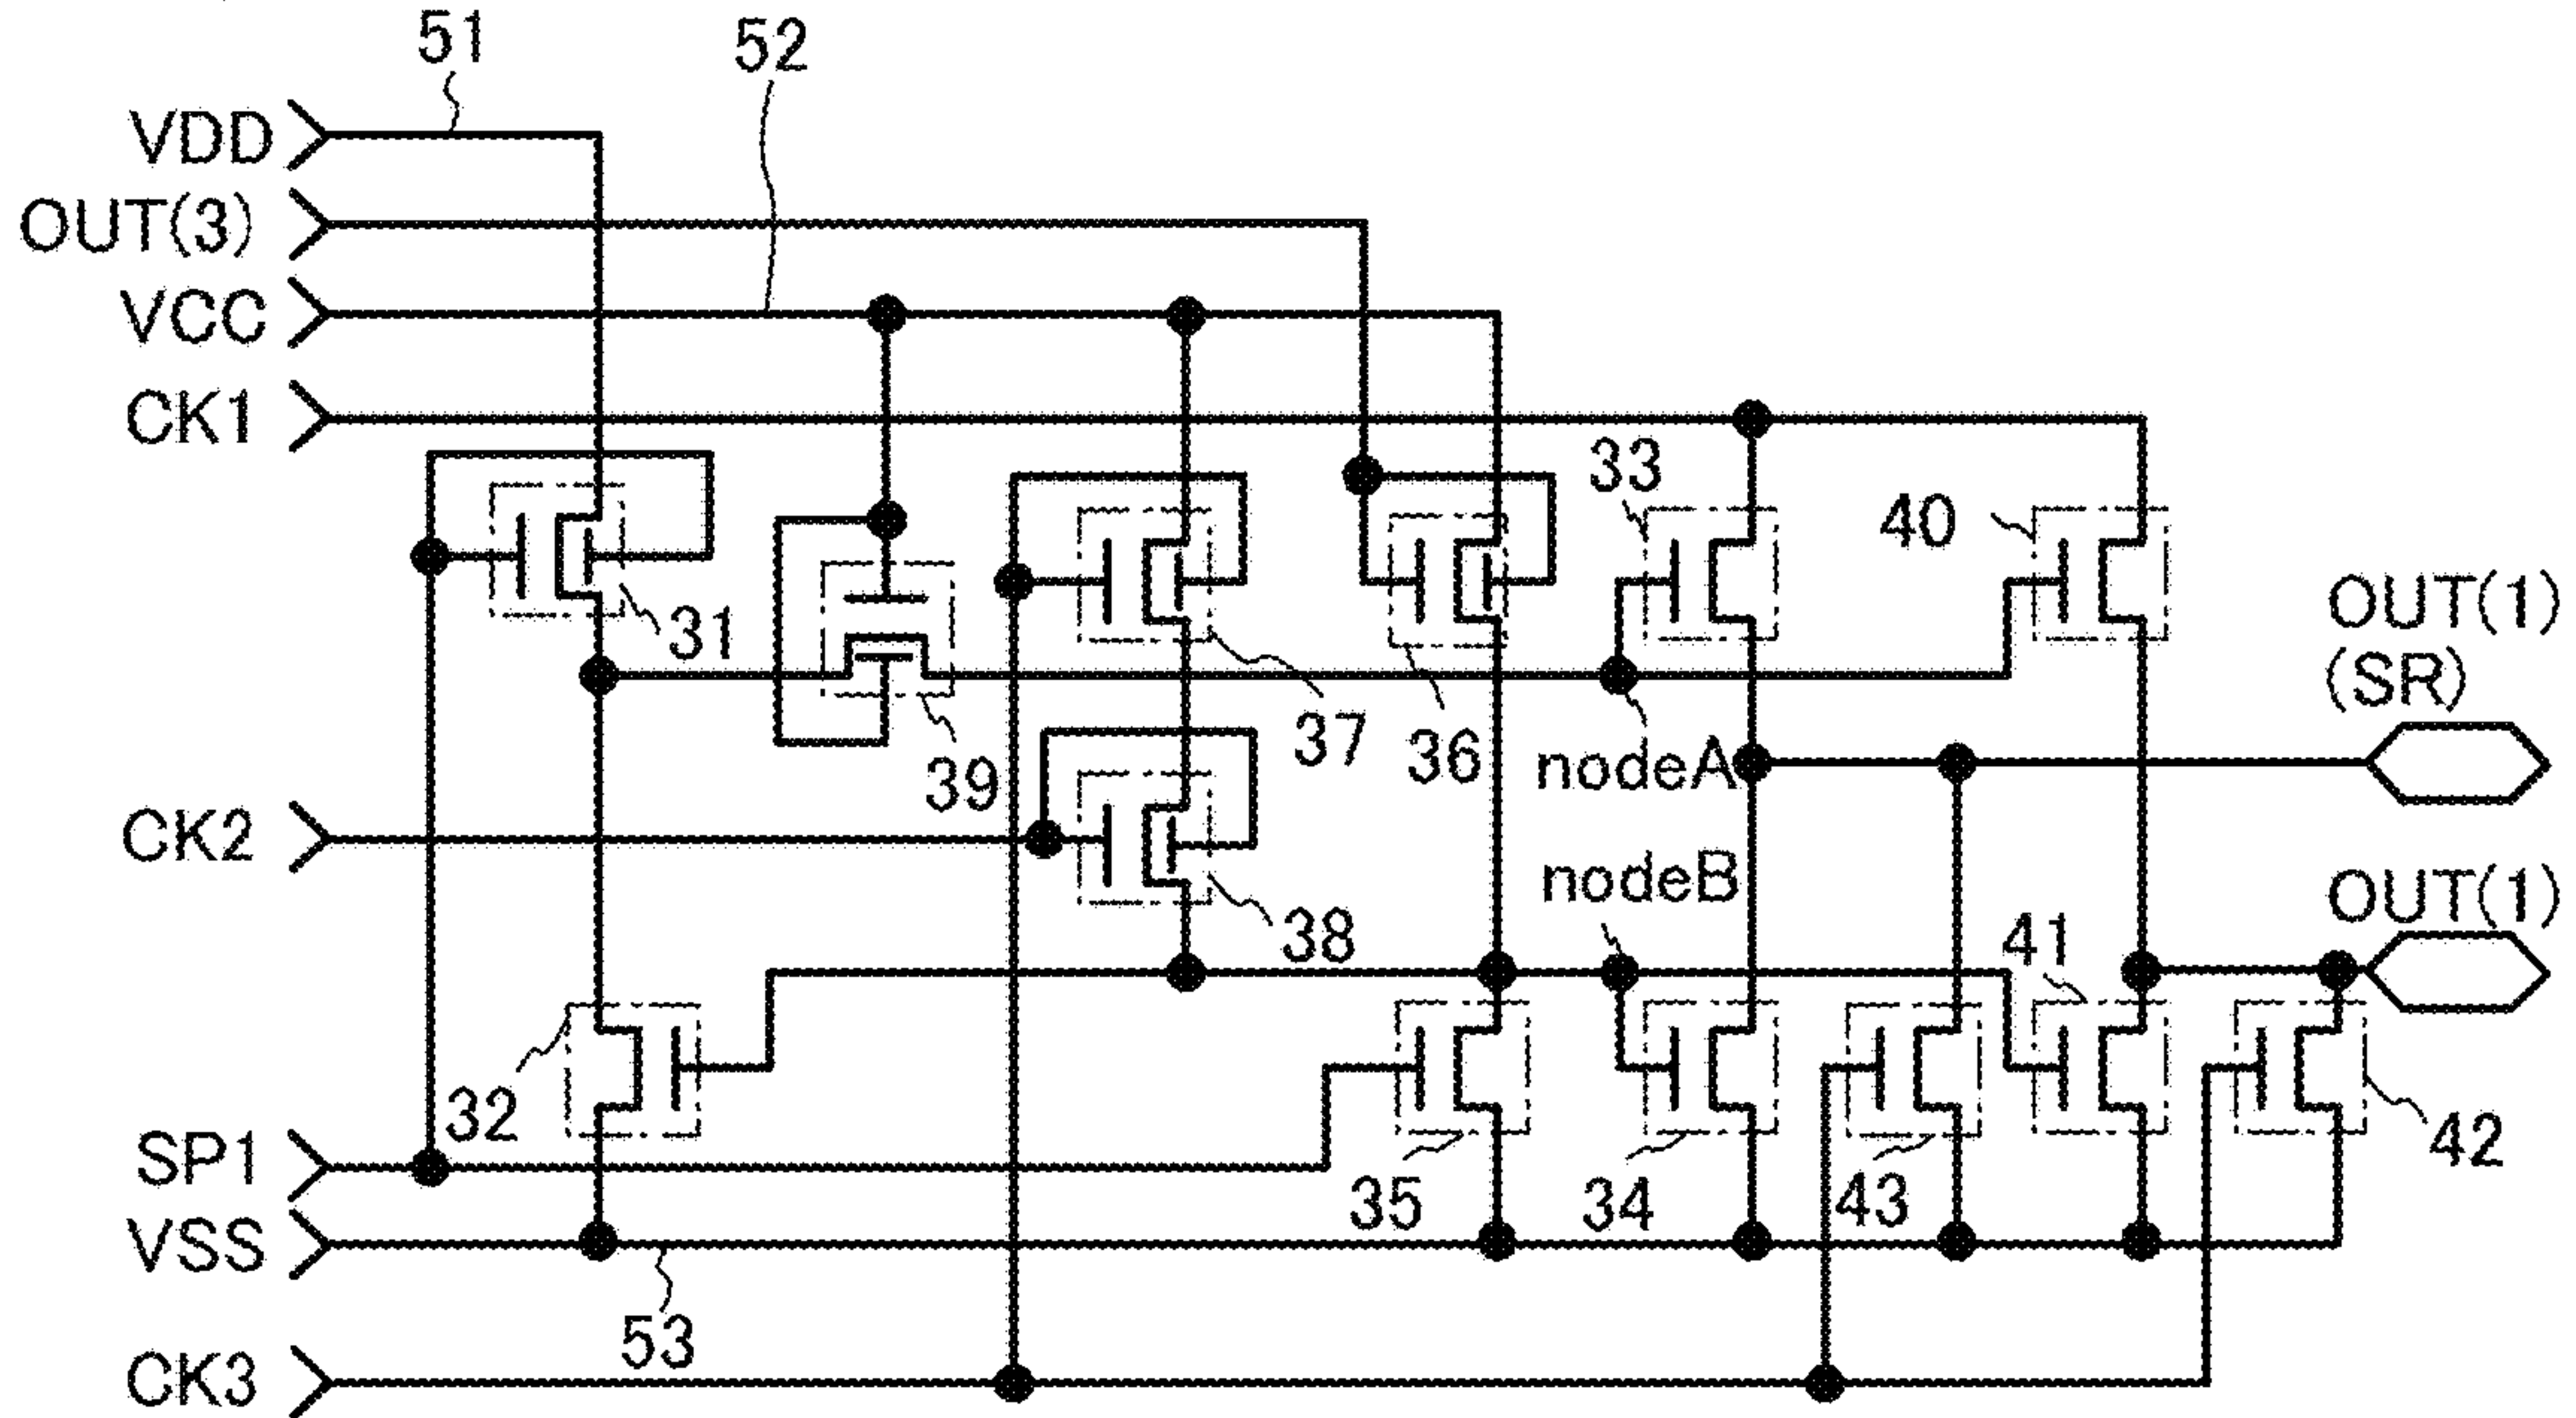 51
52
VDD
OUT(3)
VCC
CK1
33
40
OUT(1)
(SR)
31
37
36
39
nodeA
CK2
nodeB
OUT(1)
38
41
32
SP1
35
34
43
42
VSS
53
CK3